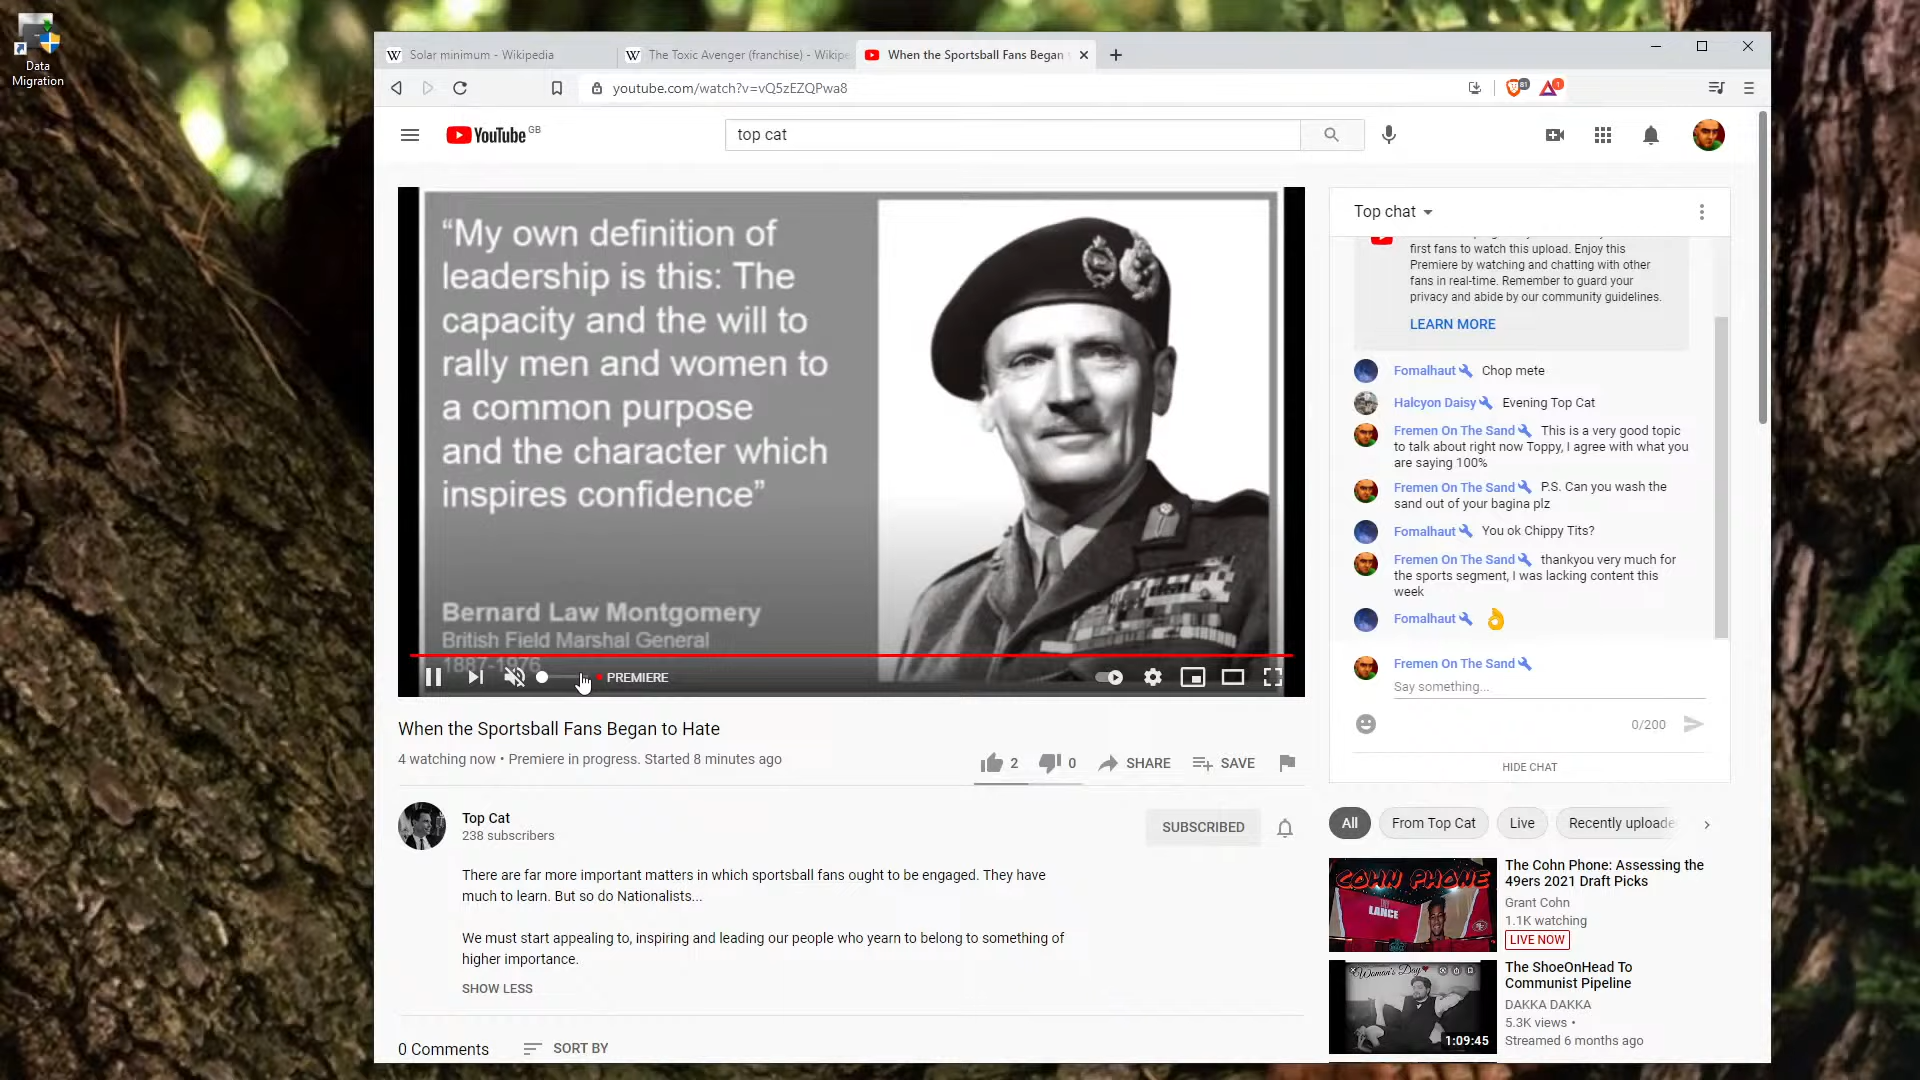 Data
Migration
Solar minimum - Wikipedia
The Toxic Avenger (franchise) - Wikipe
When the Sportsball Fans Began
youtube.com/watch?v=vQ5zEZQPwa8
81
1
YouTube GB
top cat
“My own definition of
leadership is this: The
capacity and the will to
rally men and women to
a common purpose
and the character which
inspires confidence”
Bernard Law Montgomery
British Field Marshal General
1887-1976
PREMIERE
When the Sportsball Fans Began to Hate
4 watching now • Premiere in progress. Started 8 minutes ago
2
0
SHARE
SAVE
Top Cat
238 subscribers
SUBSCRIBED
There are far more important matters in which sportsball fans ought to be engaged. They have
much to learn. But so do Nationalists...
We must start appealing to, inspiring and leading our people who yearn to belong to something of
higher importance.
SHOW LESS
0 Comments
SORT BY
Top chat
first fans to watch this upload. Enjoy this
Premiere by watching and chatting with other
fans in real-time. Remember to guard your
privacy and abide by our community guidelines.
LEARN MORE
Fomalhaut Chop mete
Halcyon Daisy Evening Top Cat
Fremen On The Sand This is a very good topic
to talk about right now Toppy, I agree with what you
are saying 100%
Fremen On The Sand P.S. Can you wash the
sand out of your bagina plz
Fomalhaut You ok Chippy Tits?
Fremen On The Sand thankyou very much for
the sports segment, I was lacking content this
week
Fomalhaut 👌
Fremen On The Sand
Say something...
0/200
HIDE CHAT
All
From Top Cat
Live
Recently uploade
COHN PHONE
LANCE
The Cohn Phone: Assessing the
49ers 2021 Draft Picks
Grant Cohn
1.1K watching
LIVE NOW
Woman's Day
1:09:45
The ShoeOnHead To
Communist Pipeline
DAKKA DAKKA
5.3K views •
Streamed 6 months ago